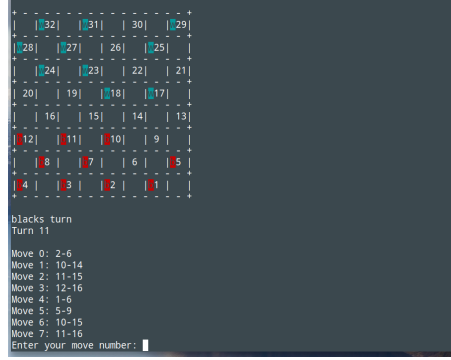 + - - - - - - - - - - - - - - - +
|   | 32|   | 31|   | 30|   | 29|
+ - - - - - - - - - - - - - - - +
| 28|   | 27|   | 26|   | 25|   |
+ - - - - - - - - - - - - - - - +
|   | 24|   | 23|   | 22|   | 21|
+ - - - - - - - - - - - - - - - +
| 20|   | 19|   | 18|   | 17|   |
+ - - - - - - - - - - - - - - - +
|   | 16|   | 15|   | 14|   | 13|
+ - - - - - - - - - - - - - - - +
| 12|   | 11|   | 10|   | 9 |   |
+ - - - - - - - - - - - - - - - +
|   | 8 |   | 7 |   | 6 |   | 5 |
+ - - - - - - - - - - - - - - - +
| 4 |   | 3 |   | 2 |   | 1 |   |
+ - - - - - - - - - - - - - - - +
blacks turn
Turn 11
Move 0: 2-6
Move 1: 10-14
Move 2: 11-15
Move 3: 12-16
Move 4: 1-6
Move 5: 5-9
Move 6: 10-15
Move 7: 11-16
Enter your move number: